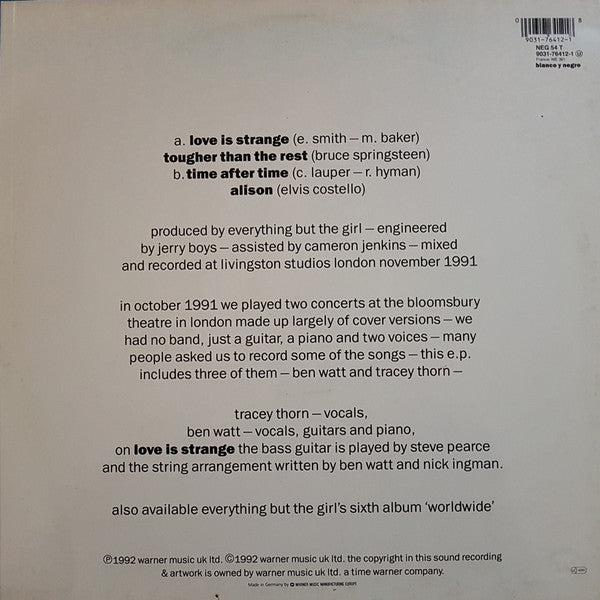 0
8
9031-76412-1
NEG 54 T
9031-76412-1
France: WE 361
blanco y negro
a. love is strange (e. smith – m. baker)
tougher than the rest (bruce springsteen)
b. time after time (c. lauper – r. hyman)
alison (elvis costello)
produced by everything but the girl – engineered
by jerry boys – assisted by cameron jenkins – mixed
and recorded at livingston studios london november 1991
in october 1991 we played two concerts at the bloomsbury
theatre in london made up largely of cover versions – we
had no band, just a guitar, a piano and two voices – many
people asked us to record some of the songs – this e.p.
includes three of them – ben watt and tracey thorn –
tracey thorn – vocals,
ben watt – vocals, guitars and piano,
on love is strange the bass guitar is played by steve pearce
and the string arrangement written by ben watt and nick ingman.
also available everything but the girl's sixth album 'worldwide'
℗1992 warner music uk ltd. ©1992 warner music uk ltd. the copyright in this sound recording
& artwork is owned by warner music uk ltd. a time warner company.
Made in Germany by WARNER MUSIC MANUFACTURING EUROPE